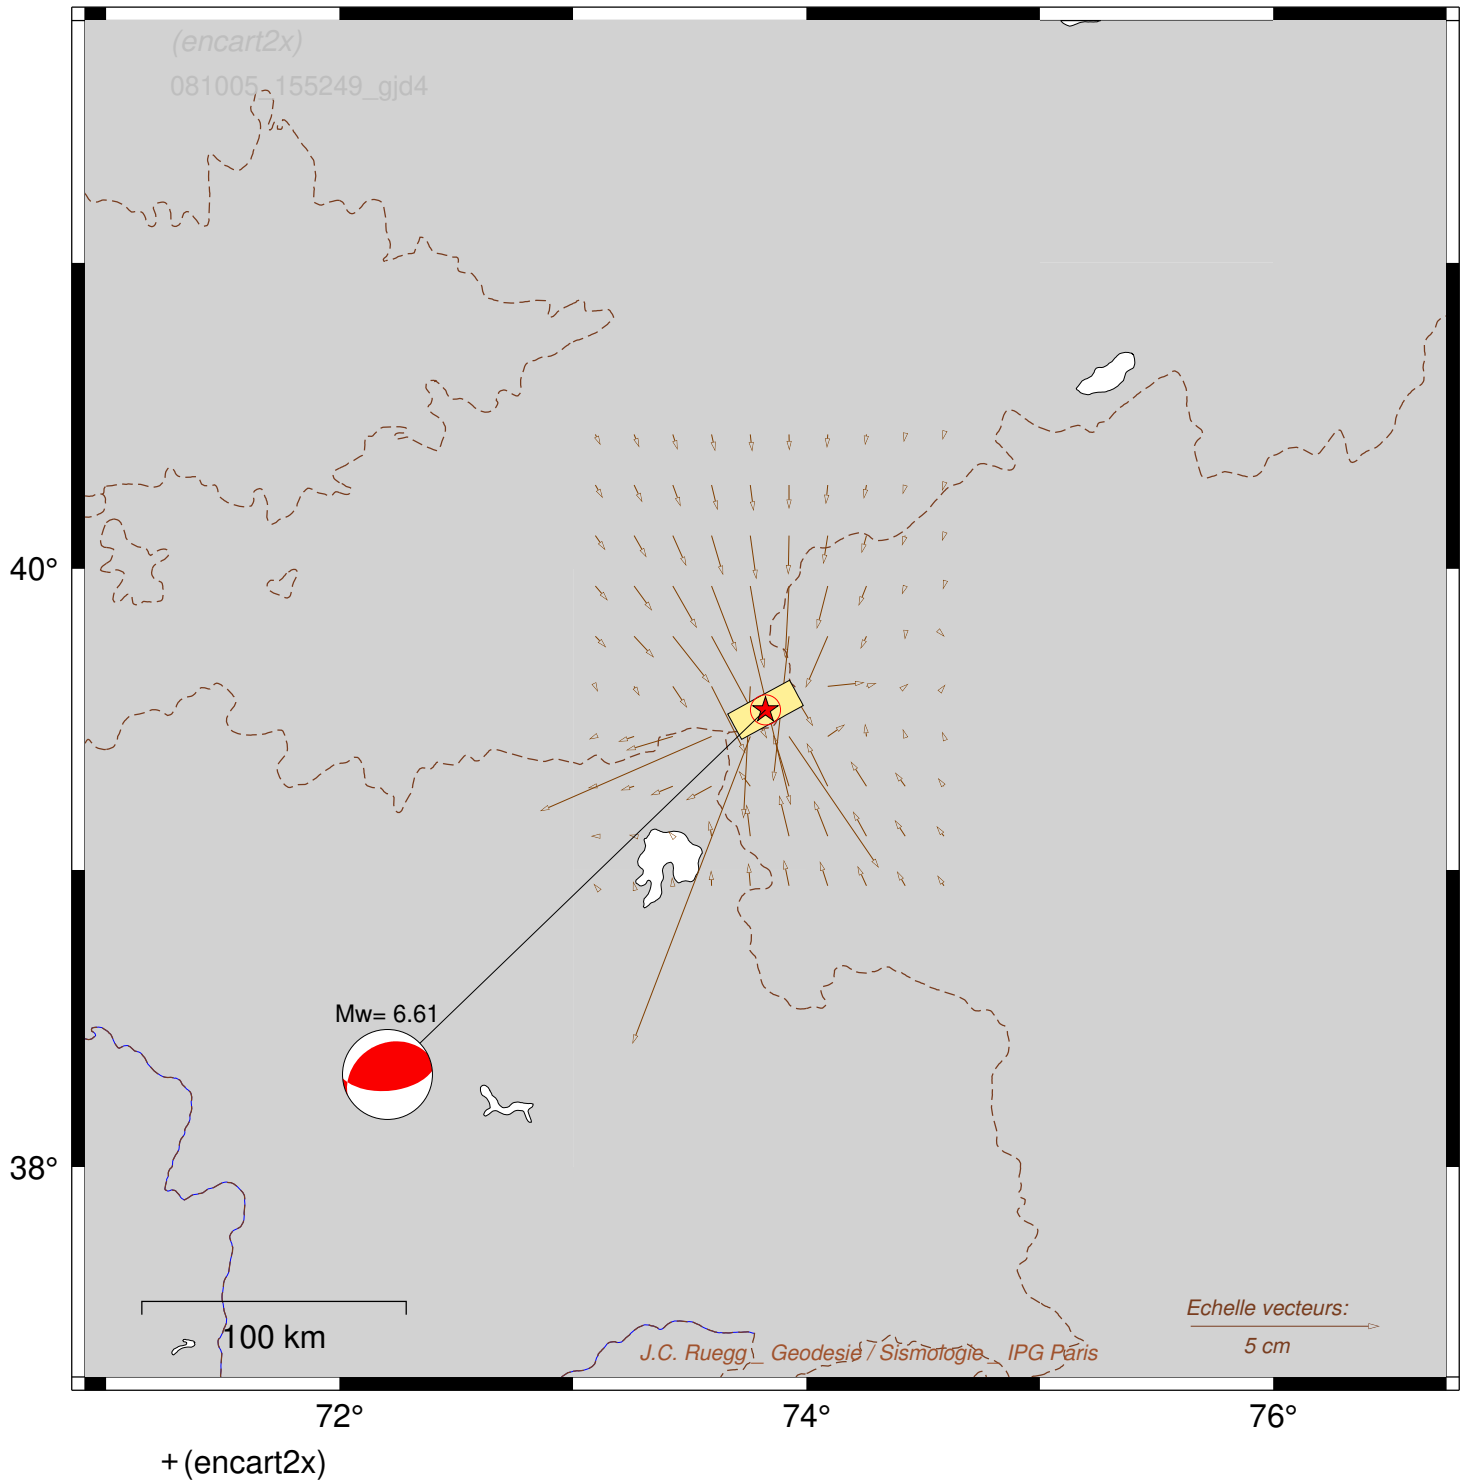 (encart2x)
081005_155249_gjd4
40°
Mw= 6.61
38°
100 km
Echelle vecteurs:
5 cm
J.C. Ruegg _ Geodesie / Sismologie _ IPG Paris
72°
74°
76°
+ (encart2x)